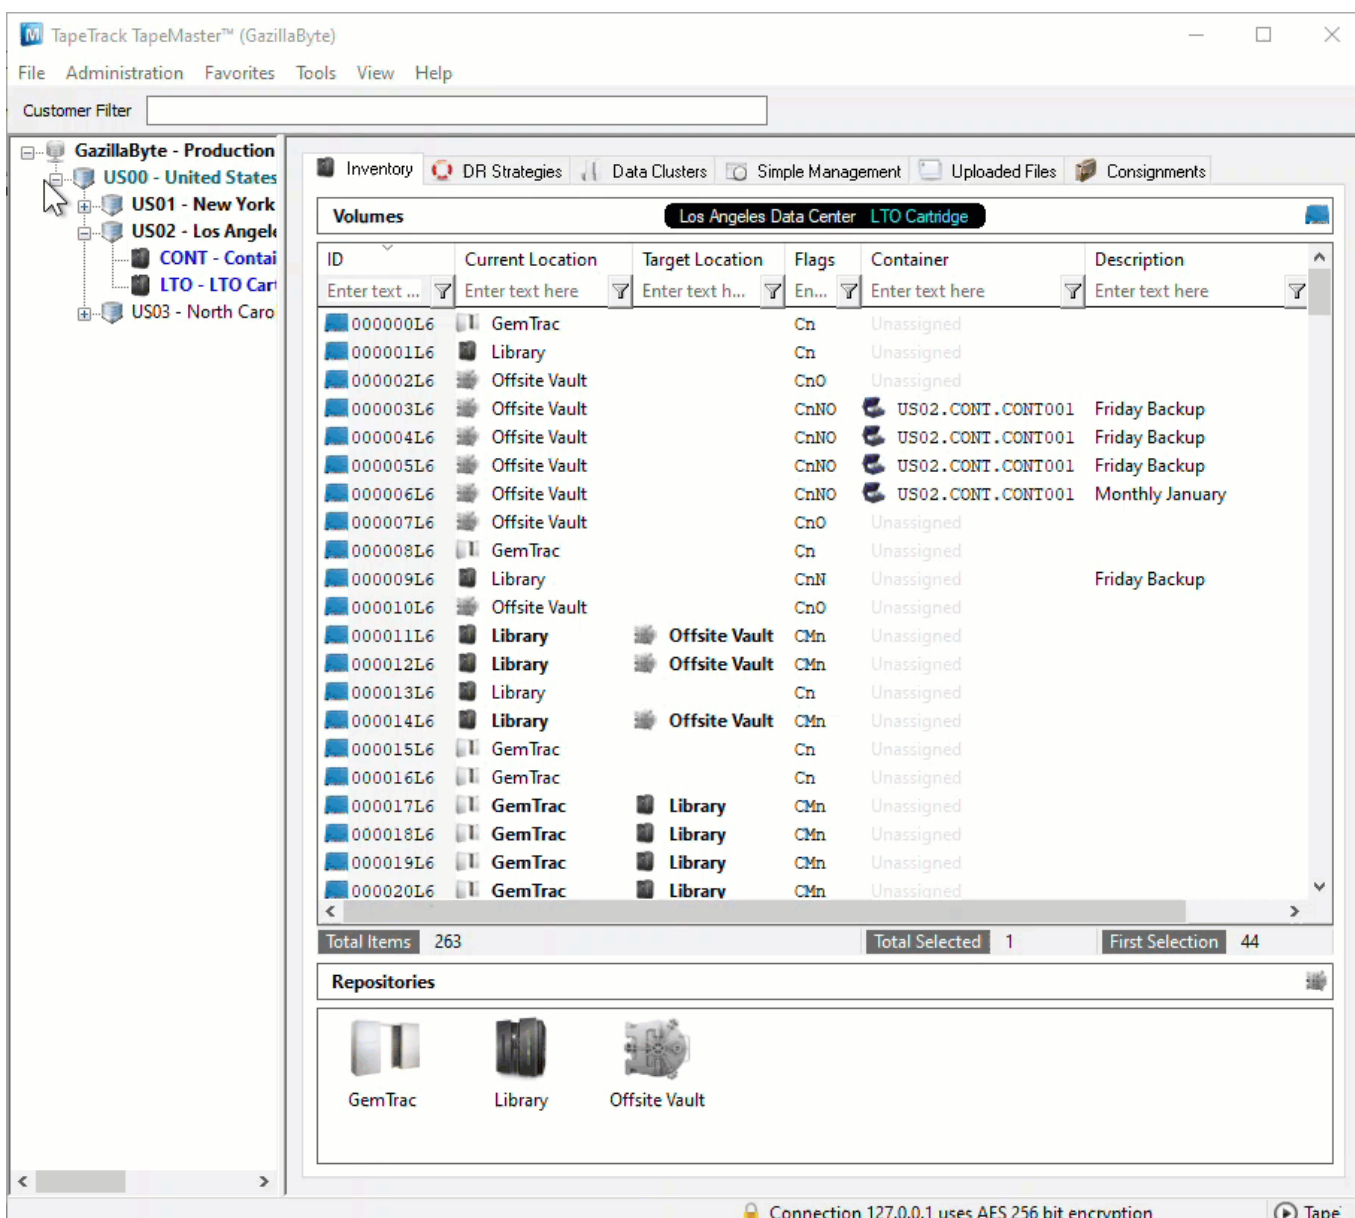 TapeTrack TapeMaster™ (GazillaByte)
File Administration Favorites Tools View Help
Customer Filter
GazillaByte - Production
US00 - United States
US01 - New York
US02 - Los Angele
CONT - Contai
LTO - LTO Cart
US03 - North Caro
Inventory DR Strategies Data Clusters Simple Management Uploaded Files Consignments
Volumes Los Angeles Data Center LTO Cartridge
ID Current Location Target Location Flags Container Description
Enter text ... Enter text here Enter text h... En... Enter text here Enter text here
000000L6 GemTrac Cn Unassigned
000001L6 Library Cn Unassigned
000002L6 Offsite Vault CnO Unassigned
000003L6 Offsite Vault CnNO US02.CONT.CONT001 Friday Backup
000004L6 Offsite Vault CnNO US02.CONT.CONT001 Friday Backup
000005L6 Offsite Vault CnNO US02.CONT.CONT001 Friday Backup
000006L6 Offsite Vault CnNO US02.CONT.CONT001 Monthly January
000007L6 Offsite Vault CnO Unassigned
000008L6 GemTrac Cn Unassigned
000009L6 Library CnN Unassigned Friday Backup
000010L6 Offsite Vault CnO Unassigned
000011L6 Library Offsite Vault CMn Unassigned
000012L6 Library Offsite Vault CMn Unassigned
000013L6 Library Cn Unassigned
000014L6 Library Offsite Vault CMn Unassigned
000015L6 GemTrac Cn Unassigned
000016L6 GemTrac Cn Unassigned
000017L6 GemTrac Library CMn Unassigned
000018L6 GemTrac Library CMn Unassigned
000019L6 GemTrac Library CMn Unassigned
000020L6 GemTrac Library CMn Unassigned
Total Items 263 Total Selected 1 First Selection 44
Repositories
GemTrac Library Offsite Vault
Connection 127.0.0.1 uses AES 256 bit encryption Tape